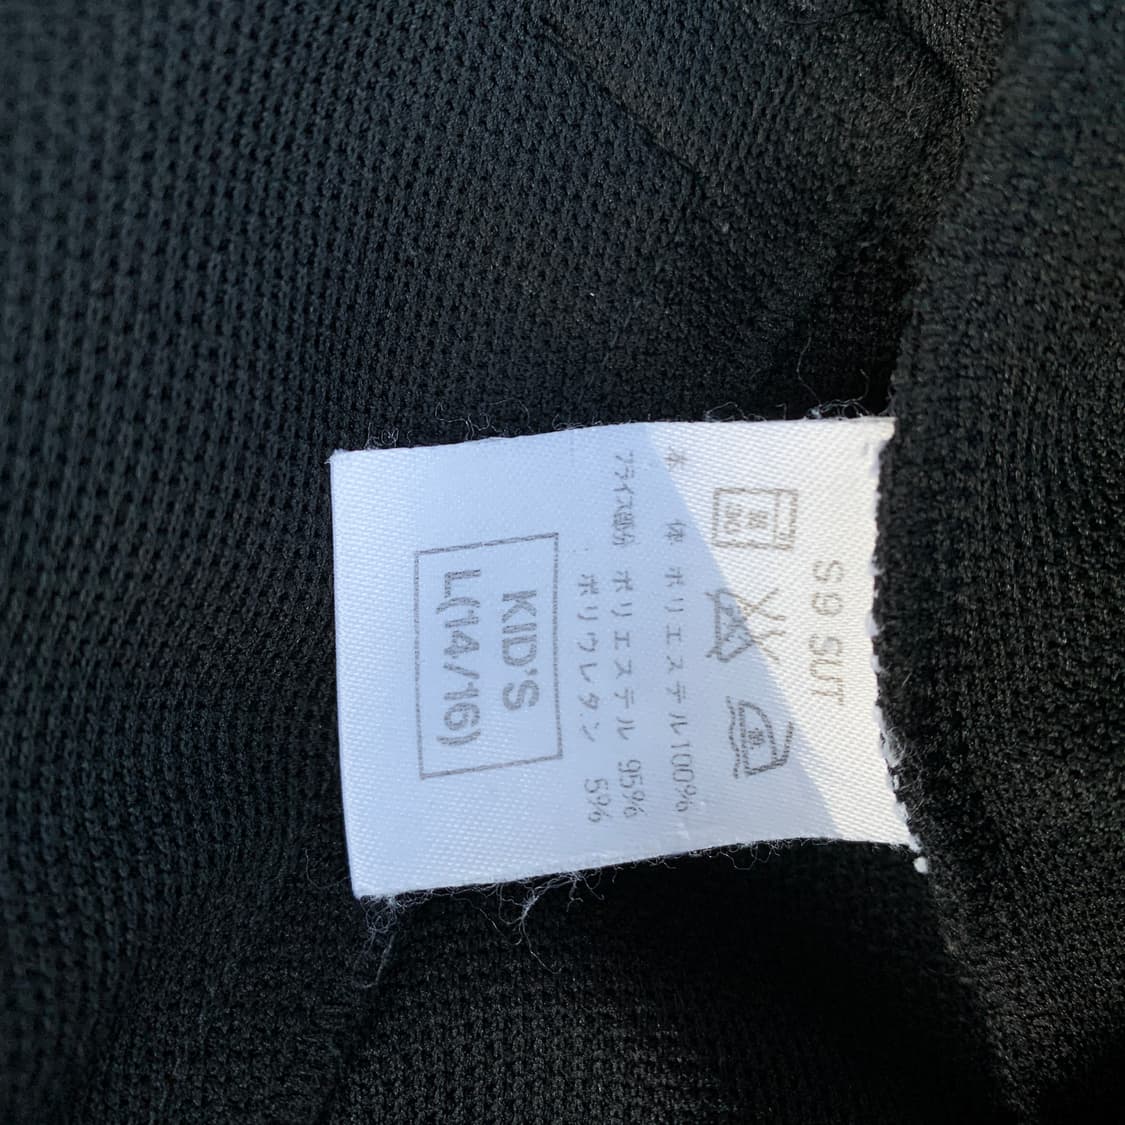 S9 SUT
本 体 ポリエステル100%
フライス部分 ポリエステル 95%
ポリウレタン 5%
KID'S
L(14/16)